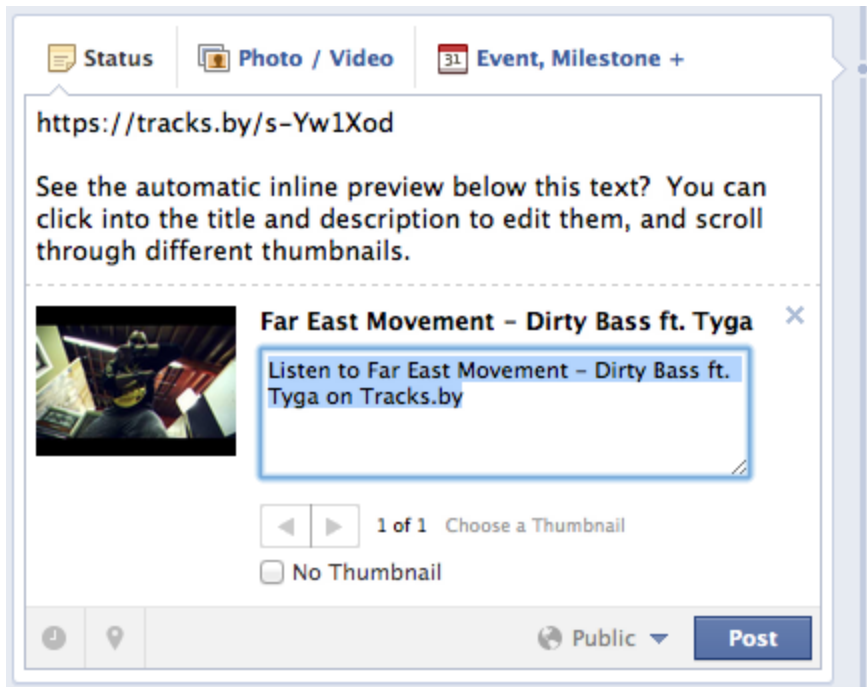 Status
Photo / Video
31
Event, Milestone +
https://tracks.by/s-Yw1Xod
See the automatic inline preview below this text?  You can
click into the title and description to edit them, and scroll
through different thumbnails.
Far East Movement – Dirty Bass ft. Tyga
Listen to Far East Movement – Dirty Bass ft.
Tyga on Tracks.by
1 of 1 Choose a Thumbnail
No Thumbnail
Public
Post